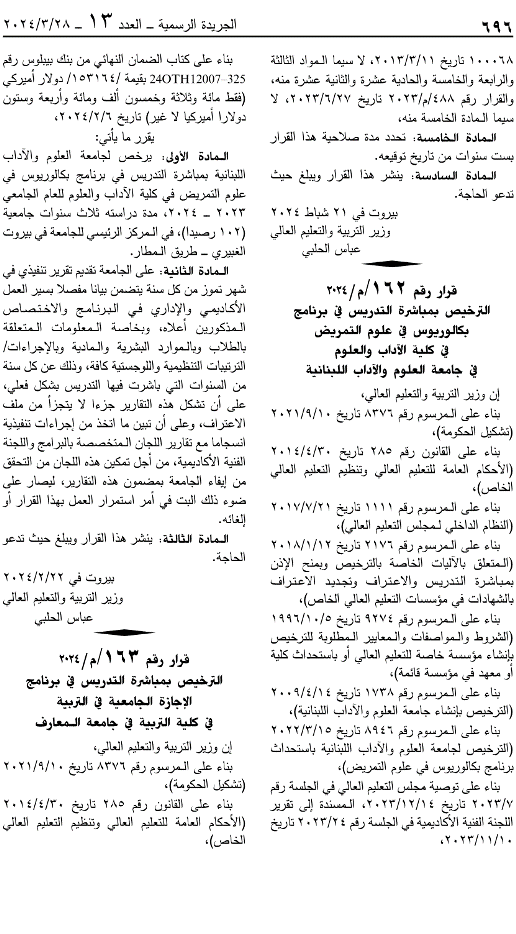 ٦٩٦
الجريدة الرسمية ــ العدد ١٣ ــ ٢٠٢٤/٣/٢٨
١٠٠٠٦٨ تاريخ ٢٠١٣/٣/١١، لا سيما المواد الثالثة
والرابعة والخامسة والحادية عشرة والثانية عشرة منه،
والقرار رقم ٤٨٨/م/٢٠٢٣ تاريخ ٢٠٢٣/٦/٢٧، لا
سيما المادة الخامسة منه،
المادة الخامسة: تحدد مدة صلاحية هذا القرار
بست سنوات من تاريخ توقيعه.
المادة السادسة: ينشر هذا القرار ويبلغ حيث
تدعو الحاجة.
بيروت في ٢١ شباط ٢٠٢٤
وزير التربية والتعليم العالي
عباس الحلبي
قرار رقم ١٦٢/م/٢٠٢٤
الترخيص بمباشرة التدريس في برنامج
بكالوريوس في علوم التمريض
في كلية الآداب والعلوم
في جامعة العلوم والآداب اللبنانية
إن وزير التربية والتعليم العالي،
بناء على المرسوم رقم ٨٣٧٦ تاريخ ٢٠٢١/٩/١٠
(تشكيل الحكومة)،
بناء على القانون رقم ٢٨٥ تاريخ ٢٠١٤/٤/٣٠
(الأحكام العامة للتعليم العالي وتنظيم التعليم العالي
الخاص)،
بناء على المرسوم رقم ١١١١ تاريخ ٢٠١٧/٧/٢١
(النظام الداخلي لمجلس التعليم العالي)،
بناء على المرسوم رقم ٢١٧٦ تاريخ ٢٠١٨/١/١٢
(المتعلق بالآليات الخاصة بالترخيص وبمنح الإذن
بمباشرة التدريس والاعتراف وتجديد الاعتراف
بالشهادات في مؤسسات التعليم العالي الخاص)،
بناء على المرسوم رقم ٩٢٧٤ تاريخ ١٩٩٦/١٠/٥
(الشروط والمواصفات والمعايير المطلوبة للترخيص
بإنشاء مؤسسة خاصة للتعليم العالي أو باستحداث كلية
أو معهد في مؤسسة قائمة)،
بناء على المرسوم رقم ١٧٣٨ تاريخ ٢٠٠٩/٤/١٤
(الترخيص بإنشاء جامعة العلوم والآداب اللبنانية)،
بناء على المرسوم رقم ٨٩٤٦ تاريخ ٢٠٢٢/٣/١٥
(الترخيص لجامعة العلوم والآداب اللبنانية باستحداث
برنامج بكالوريوس في علوم التمريض)،
بناء على توصية مجلس التعليم العالي في الجلسة رقم
٢٠٢٣/٧ تاريخ ٢٠٢٣/١٢/١٤، المسندة إلى تقرير
اللجنة الفنية الأكاديمية في الجلسة رقم ٢٠٢٣/٢٤ تاريخ
٢٠٢٣/١١/١٠،
بناء على كتاب الضمان النهائي من بنك بيبلوس رقم
24OTH12007-325 بقيمة /١٥٣١٦٤/ دولار أميركي
(فقط مائة وثلاثة وخمسون ألف ومائة وأربعة وستون
دولارا أميركيا لا غير) تاريخ ٢٠٢٤/٢/٦،
يقرر ما يأتي:
المادة الأولى: يرخص لجامعة العلوم والآداب
اللبنانية بمباشرة التدريس في برنامج بكالوريوس في
علوم التمريض في كلية الآداب والعلوم للعام الجامعي
٢٠٢٣ ــ ٢٠٢٤، مدة دراسته ثلاث سنوات جامعية
(١٠٢ رصيدا)، في المركز الرئيسي للجامعة في بيروت
الغبيري ــ طريق المطار.
المادة الثانية: على الجامعة تقديم تقرير تنفيذي في
شهر تموز من كل سنة يتضمن بيانا مفصلا بسير العمل
الأكاديمي والإداري في البرنامج والاختصاص
المذكورين أعلاه، وبخاصة المعلومات المتعلقة
بالطلاب وبالموارد البشرية والمادية وبالإجراءات/
الترتيبات التنظيمية واللوجستية كافة، وذلك عن كل سنة
من السنوات التي باشرت فيها التدريس بشكل فعلي،
على أن تشكل هذه التقارير جزءا لا يتجزأ من ملف
الاعتراف، وعلى أن تبين ما اتخذ من إجراءات تنفيذية
انسجاما مع تقارير اللجان المتخصصة بالبرامج واللجنة
الفنية الأكاديمية، من أجل تمكين هذه اللجان من التحقق
من إيفاء الجامعة بمضمون هذه التقارير، ليصار على
ضوء ذلك البت في أمر استمرار العمل بهذا القرار أو
إلغائه.
المادة الثالثة: ينشر هذا القرار ويبلغ حيث تدعو
الحاجة.
بيروت في ٢٠٢٤/٢/٢٢
وزير التربية والتعليم العالي
عباس الحلبي
قرار رقم ١٦٣/م/٢٠٢٤
الترخيص بمباشرة التدريس في برنامج
الإجازة الجامعية في التربية
في كلية التربية في جامعة المعارف
إن وزير التربية والتعليم العالي،
بناء على المرسوم رقم ٨٣٧٦ تاريخ ٢٠٢١/٩/١٠
(تشكيل الحكومة)،
بناء على القانون رقم ٢٨٥ تاريخ ٢٠١٤/٤/٣٠
(الأحكام العامة للتعليم العالي وتنظيم التعليم العالي
الخاص)،